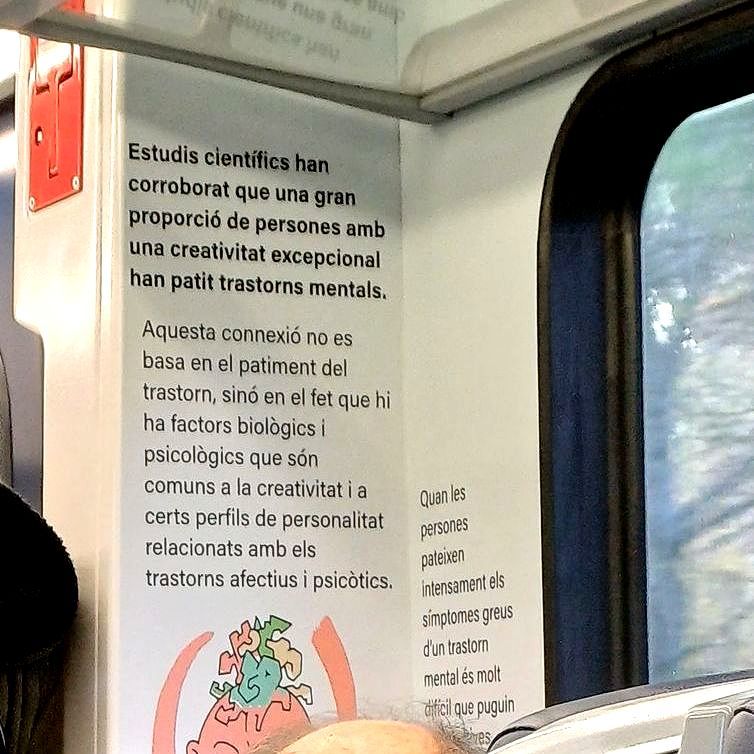 Estudis científics han
corroborat que una gran
proporció de persones amb
una creativitat excepcional
han patit trastorns mentals.
Aquesta connexió no es
basa en el patiment del
trastorn, sinó en el fet que hi
ha factors biològics i
psicològics que són
comuns a la creativitat i a
certs perfils de personalitat
relacionats amb els
trastorns afectius i psicòtics.
Quan les
persones
pateixen
intensament els
símptomes greus
d'un trastorn
mental és molt
difícil que puguin